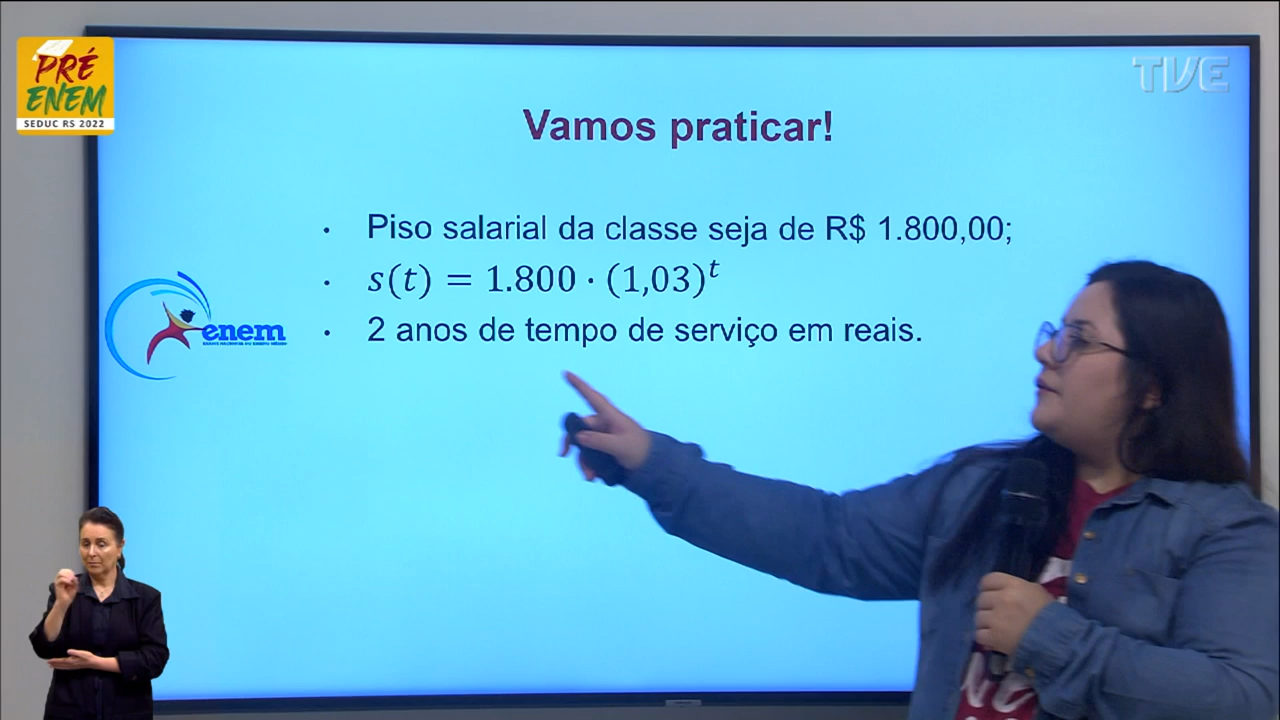 PRÉ
ENEM
SEDUC RS 2022
TVE
Vamos praticar!
• Piso salarial da classe seja de R$ 1.800,00;
• s(t) = 1.800 · (1,03)^t
• 2 anos de tempo de serviço em reais.
enem